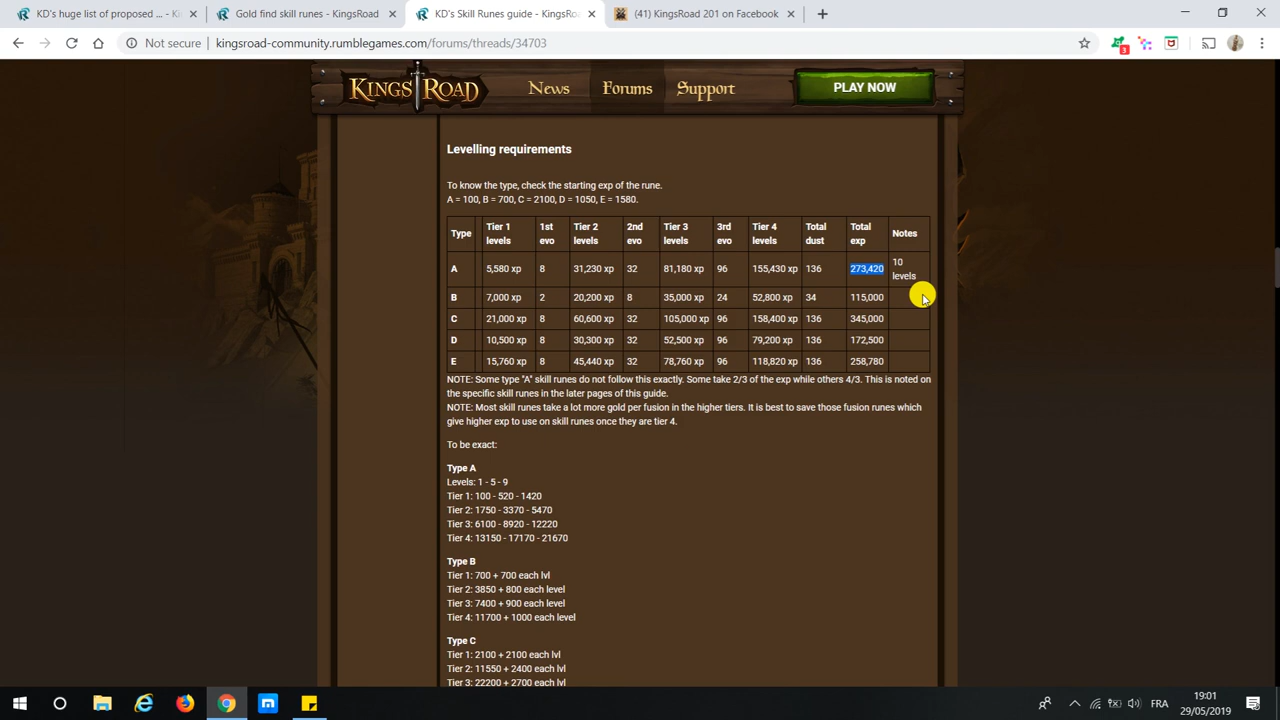 KD's huge list of proposed ... - Kin
Gold find skill runes - KingsRoad
KD's Skill Runes guide - KingsRoa
(41) KingsRoad 201 on Facebook
Not secure | kingsroad-community.rumblegames.com/forums/threads/34703
3
KINGS ROAD
News
Forums
Support
PLAY NOW
Levelling requirements
To know the type, check the starting exp of the rune.
A = 100, B = 700, C = 2100, D = 1050, E = 1580.
Type Tier 1 levels 1st evo Tier 2 levels 2nd evo Tier 3 levels 3rd evo Tier 4 levels Total dust Total exp Notes
A 5,580 xp 8 31,230 xp 32 81,180 xp 96 155,430 xp 136 273,420 10 levels
B 7,000 xp 2 20,200 xp 8 35,000 xp 24 52,800 xp 34 115,000
C 21,000 xp 8 60,600 xp 32 105,000 xp 96 158,400 xp 136 345,000
D 10,500 xp 8 30,300 xp 32 52,500 xp 96 79,200 xp 136 172,500
E 15,760 xp 8 45,440 xp 32 78,760 xp 96 118,820 xp 136 258,780
NOTE: Some type "A" skill runes do not follow this exactly. Some take 2/3 of the exp while others 4/3. This is noted on
the specific skill runes in the later pages of this guide.
NOTE: Most skill runes take a lot more gold per fusion in the higher tiers. It is best to save those fusion runes which
give higher exp to use on skill runes once they are tier 4.
To be exact:
Type A
Levels: 1 - 5 - 9
Tier 1: 100 - 520 - 1420
Tier 2: 1750 - 3370 - 5470
Tier 3: 6100 - 8920 - 12220
Tier 4: 13150 - 17170 - 21670
Type B
Tier 1: 700 + 700 each lvl
Tier 2: 3850 + 800 each level
Tier 3: 7400 + 900 each level
Tier 4: 11700 + 1000 each level
Type C
Tier 1: 2100 + 2100 each lvl
Tier 2: 11550 + 2400 each lvl
Tier 3: 22200 + 2700 each lvl
FRA
19:01
29/05/2019